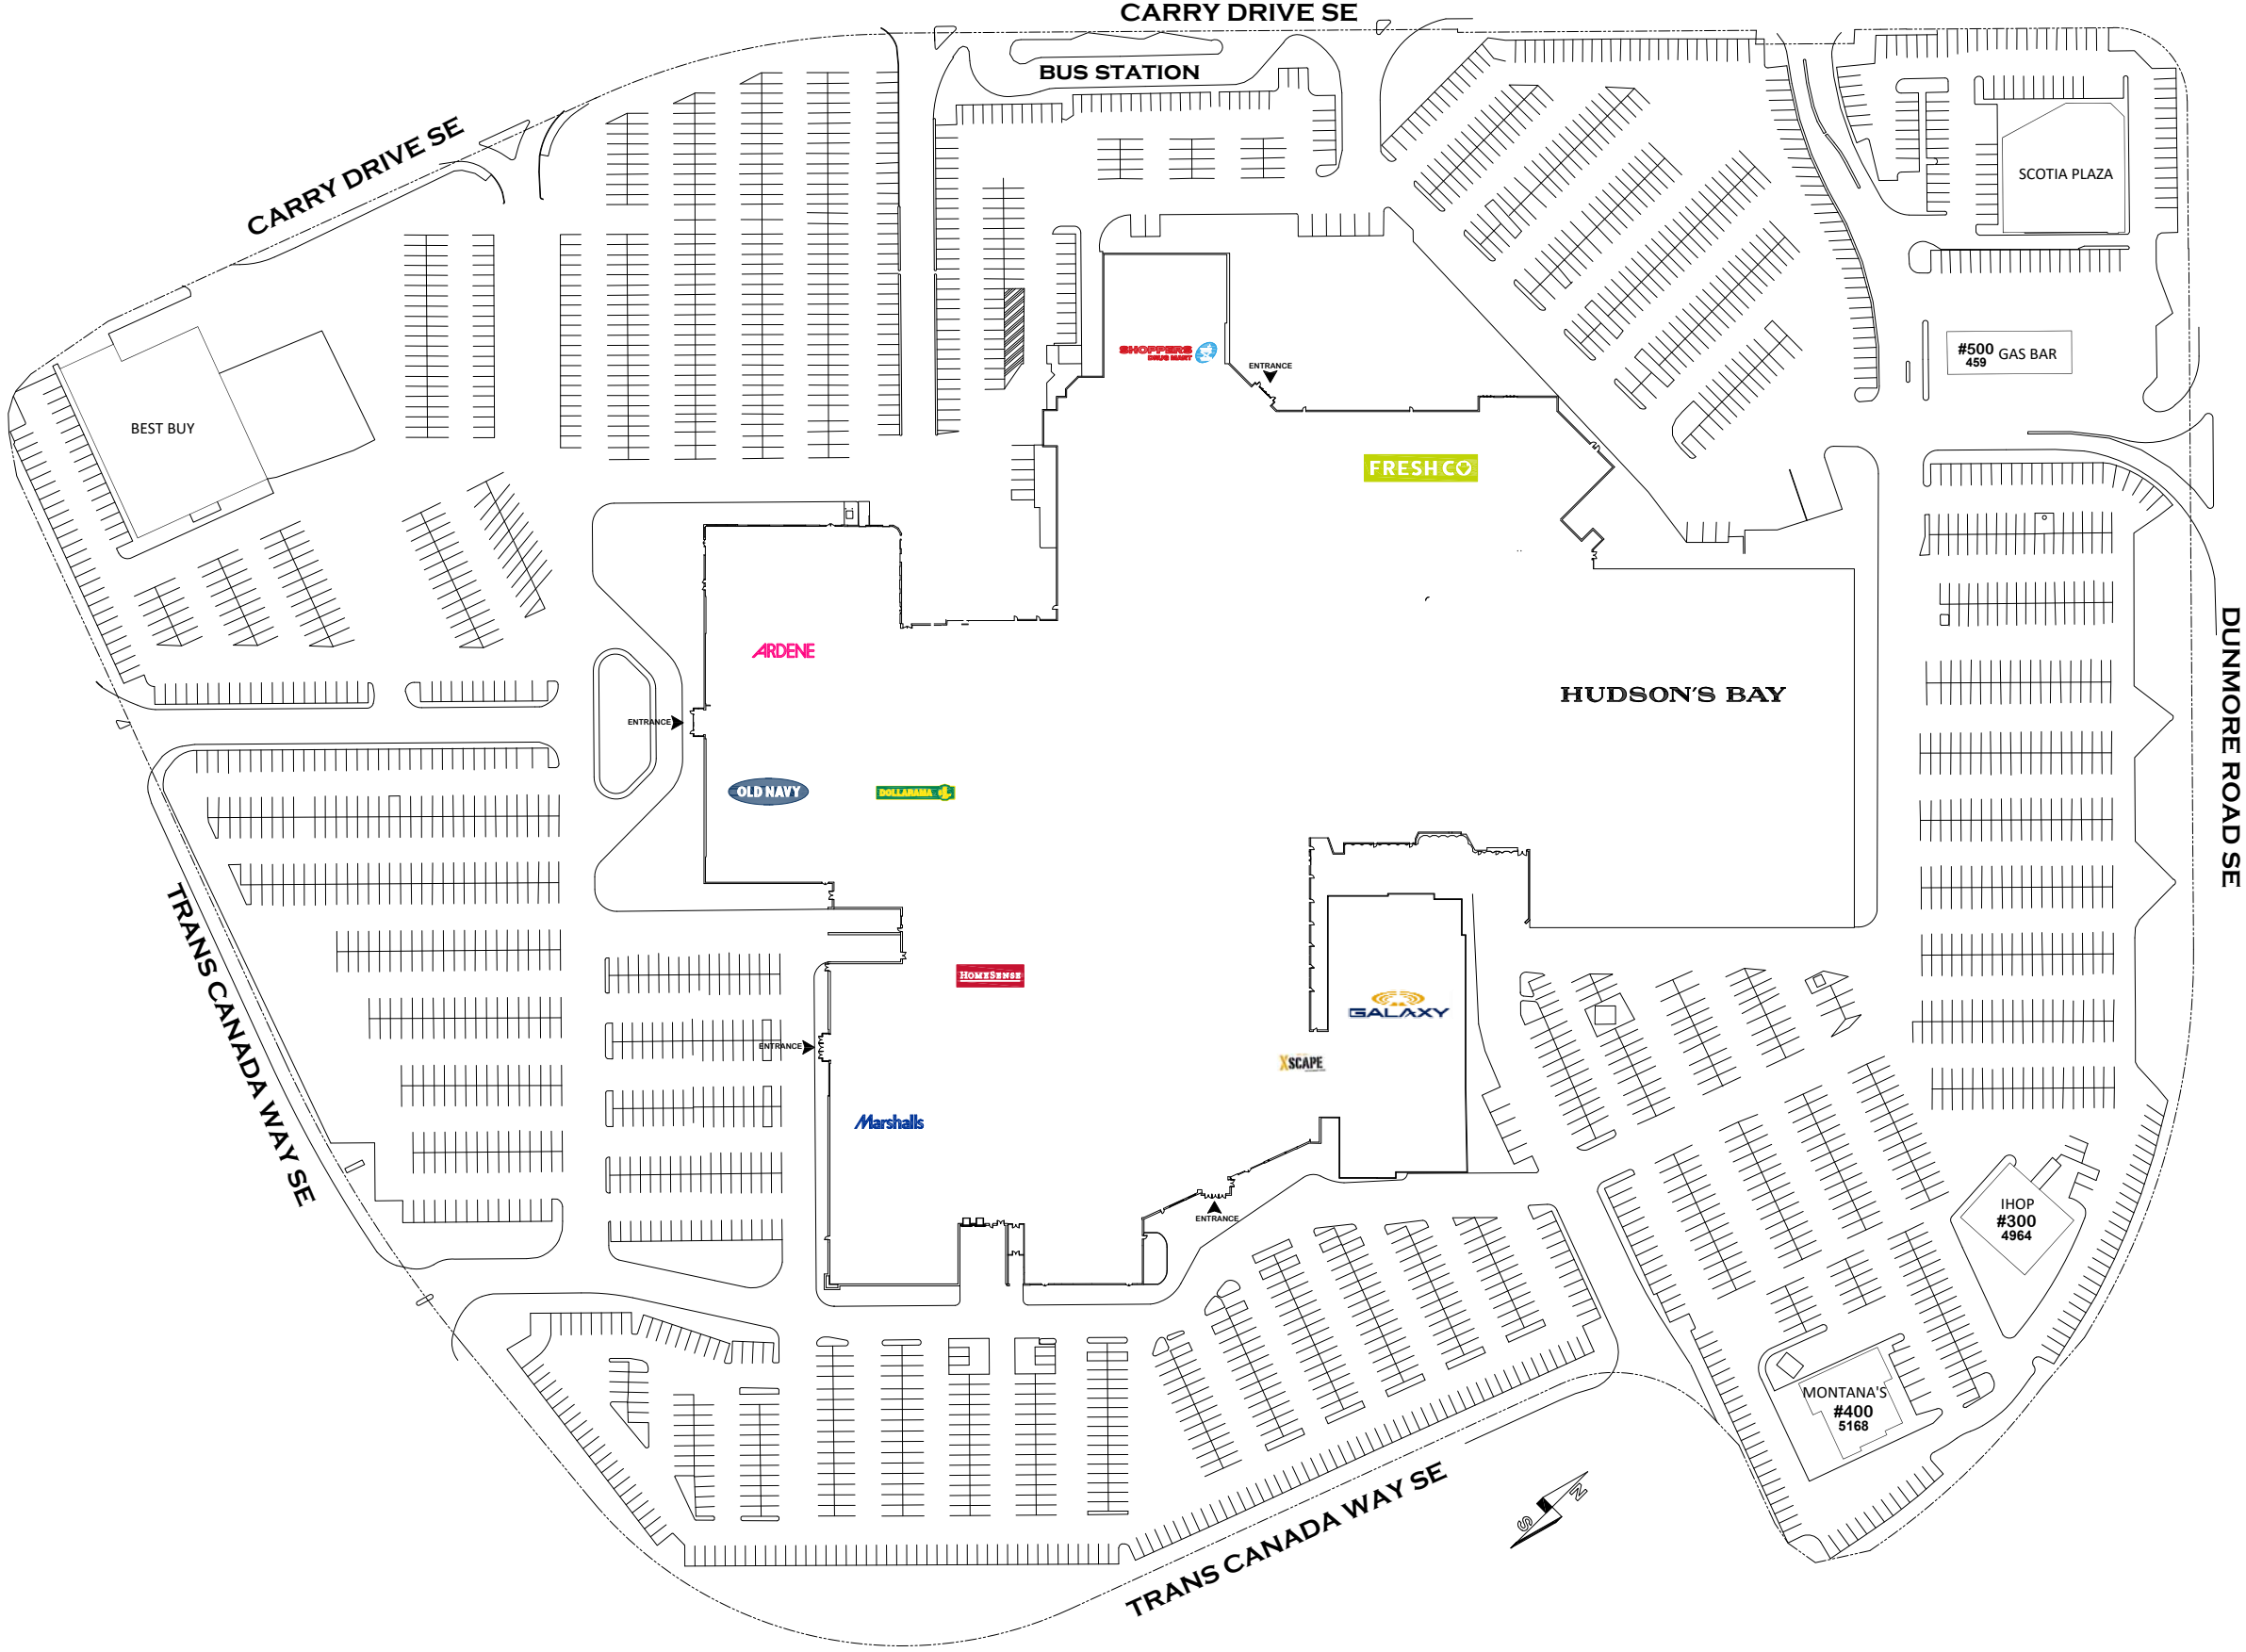 CARRY DRIVE SE
BUS STATION
CARRY DRIVE SE
SCOTIA PLAZA
SHOPPERS
DRUG MART
ENTRANCE
#500 GAS BAR
459
BEST BUY
FRESHCO
ARDENE
HUDSON'S BAY
DUNMORE ROAD SE
ENTRANCE
OLD NAVY
DOLLARAMA
TRANS CANADA WAY SE
HOMESENSE
GALAXY
ENTRANCE
XSCAPE
Marshalls
ENTRANCE
IHOP
#300
4964
MONTANA'S
#400
5168
TRANS CANADA WAY SE
N
S